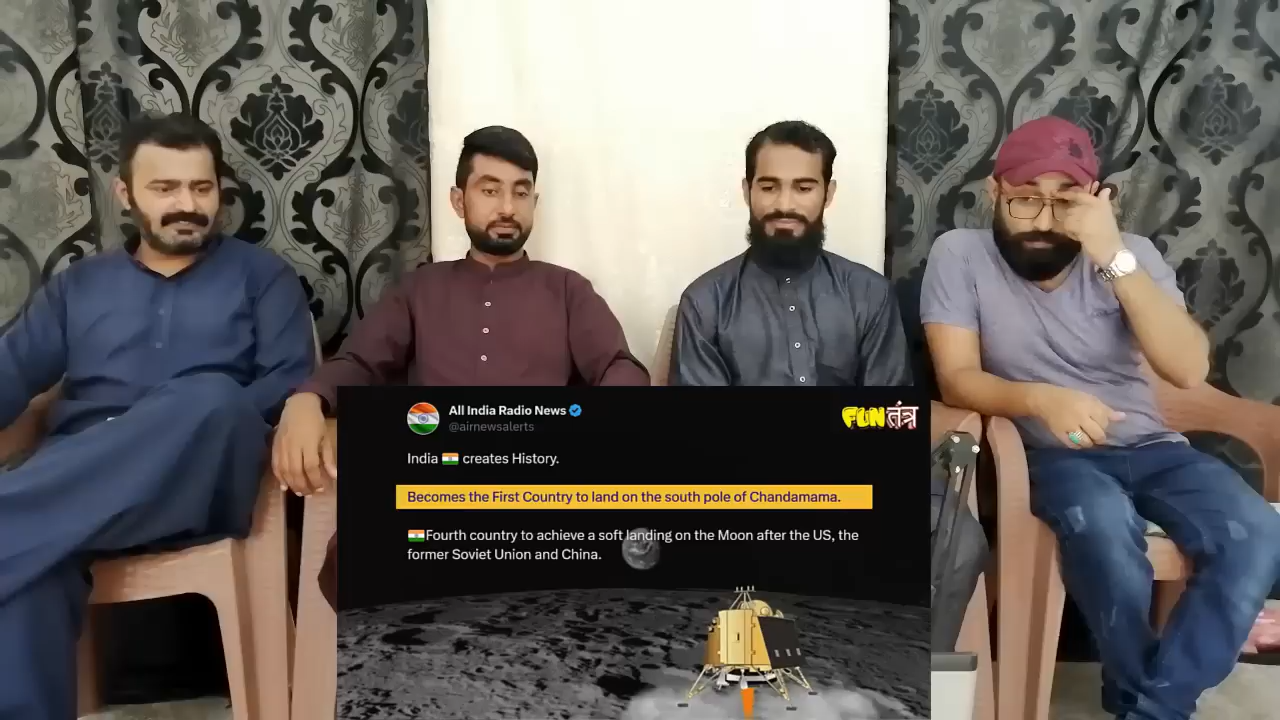 All India Radio News
@airnewsalerts
FUN तंत्र
India 🇮🇳 creates History.
Becomes the First Country to land on the south pole of Chandamama.
🇮🇳Fourth country to achieve a soft landing on the Moon after the US, the
former Soviet Union and China.